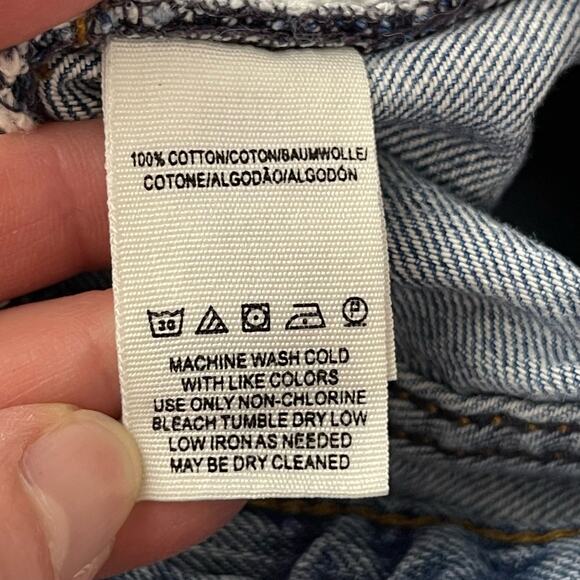 100% COTTON/COTON/BAUMWOLLE/
COTONE/ALGODÃO/ALGODÓN
30 P
MACHINE WASH COLD
WITH LIKE COLORS
USE ONLY NON-CHLORINE
BLEACH TUMBLE DRY LOW
LOW IRON AS NEEDED
MAY BE DRY CLEANED